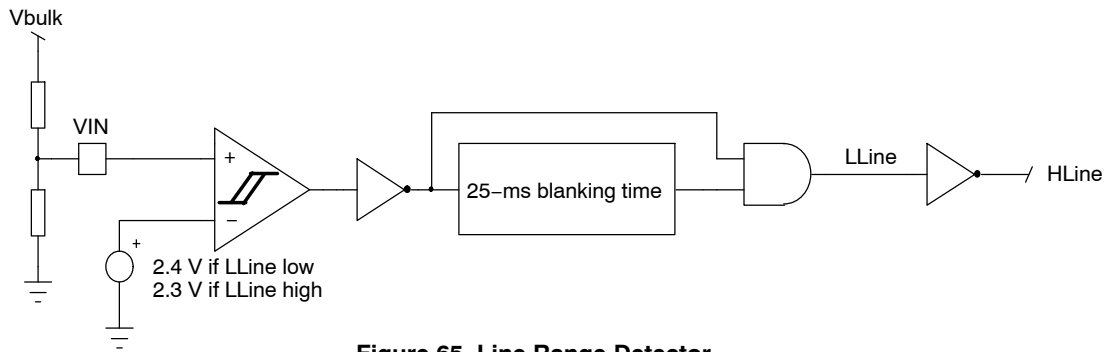 Vbulk
VIN
+
−
+
2.4 V if LLine low
2.3 V if LLine high
25−ms blanking time
LLine
HLine
Figure 65. Line Range Detector